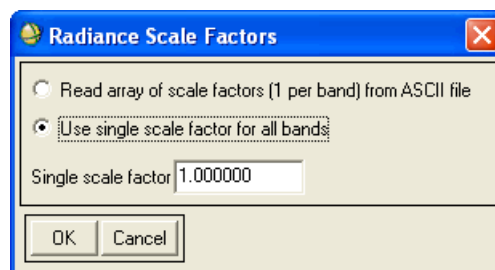 Radiance Scale Factors
Read array of scale factors (1 per band) from ASCII file
Use single scale factor for all bands
Single scale factor 1.000000
OK Cancel